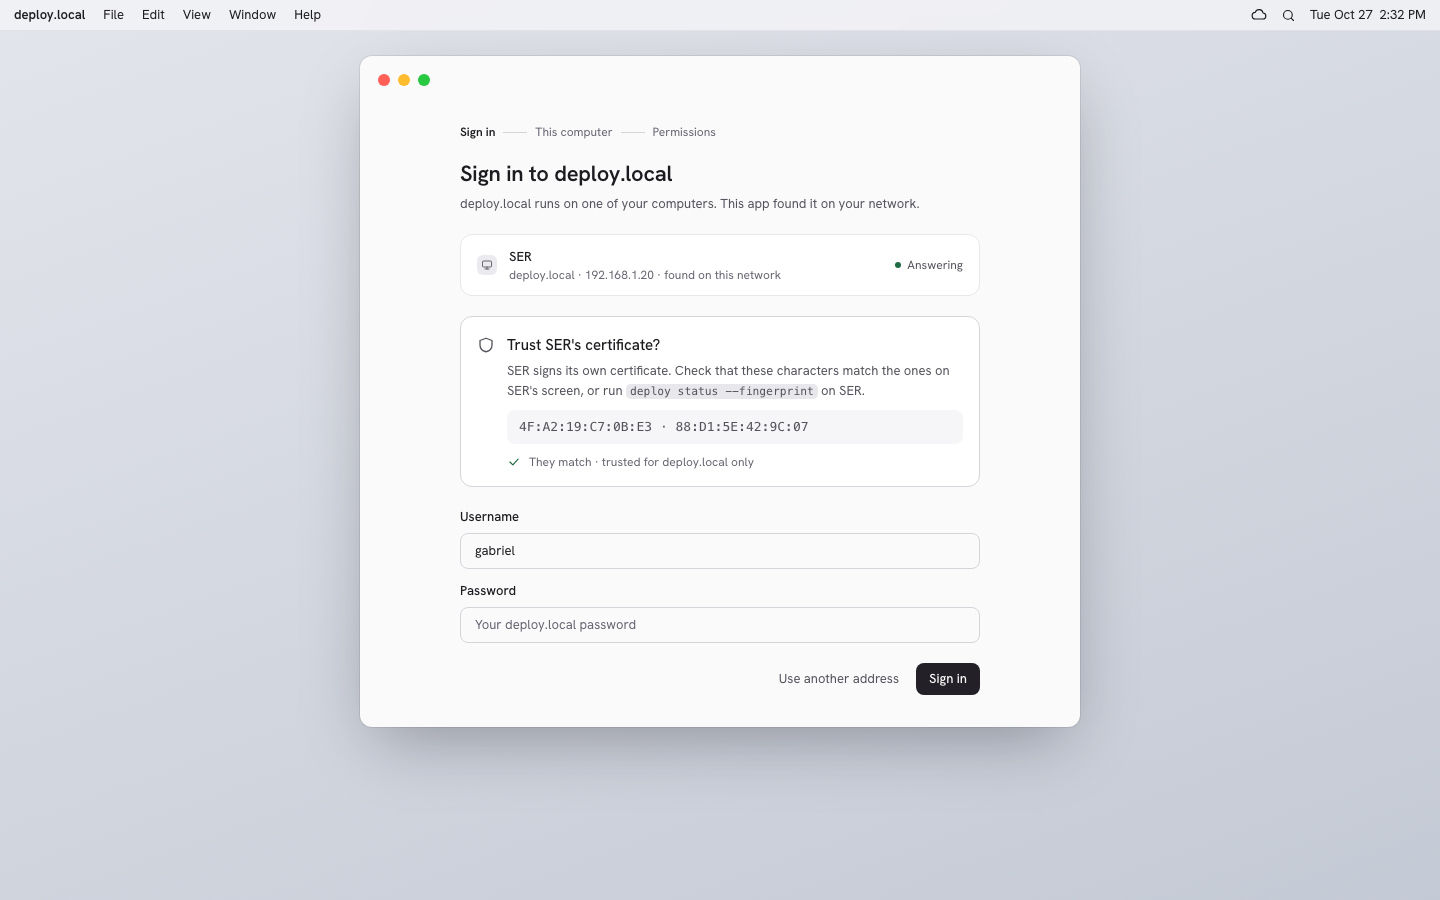 deploy.local File Edit View Window Help Tue Oct 27 2:32 PM
Sign in This computer Permissions
Sign in to deploy.local
deploy.local runs on one of your computers. This app found it on your network.
SER
deploy.local · 192.168.1.20 · found on this network
Answering
Trust SER's certificate?
SER signs its own certificate. Check that these characters match the ones on
SER's screen, or run deploy status --fingerprint on SER.
4F:A2:19:C7:0B:E3 · 88:D1:5E:42:9C:07
They match · trusted for deploy.local only
Username
gabriel
Password
Your deploy.local password
Use another address Sign in